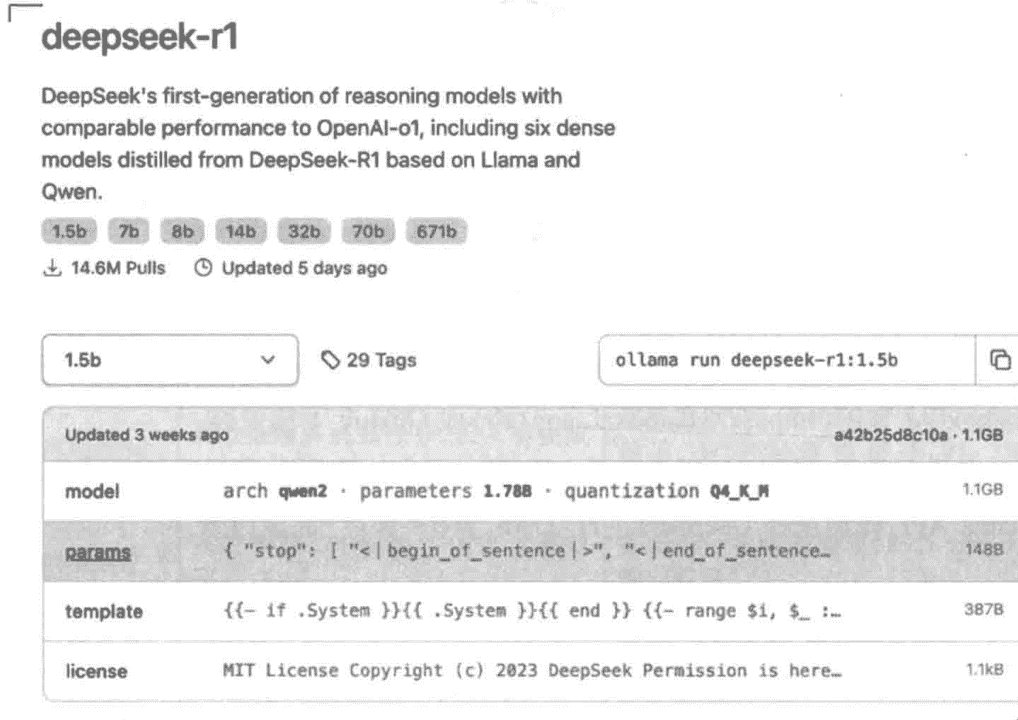 deepseek-r1
DeepSeek's first-generation of reasoning models with
comparable performance to OpenAI-o1, including six dense
models distilled from DeepSeek-R1 based on Llama and
Qwen.
1.5b 7b 8b 14b 32b 70b 671b
14.6M Pulls Updated 5 days ago
1.5b 29 Tags ollama run deepseek-r1:1.5b
Updated 3 weeks ago a42b25d8c10a · 1.1GB
model arch qwen2 · parameters 1.78B · quantization Q4_K_M 1.1GB
params { "stop": [ "<|begin_of_sentence|>", "<|end_of_sentence… 148B
template {{- if .System }}{{ .System }}{{ end }} {{- range $i, $_ :… 387B
license MIT License Copyright (c) 2023 DeepSeek Permission is here… 1.1kB